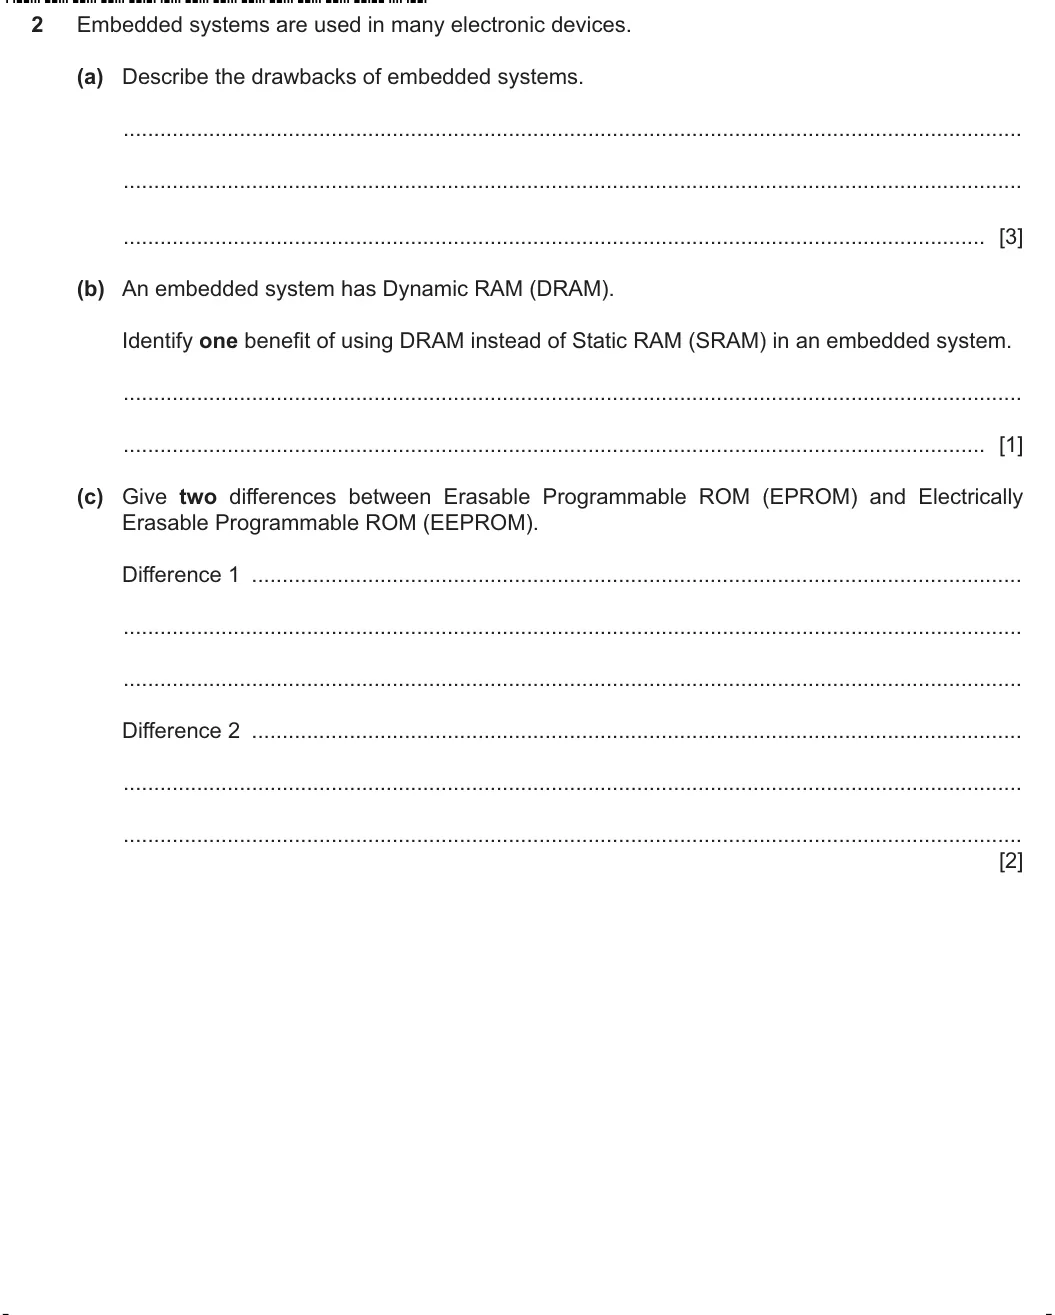 2 Embedded systems are used in many electronic devices.
(a) Describe the drawbacks of embedded systems.
..........................................................................................................................................
..........................................................................................................................................
.................................................................................................................................... [3]
(b) An embedded system has Dynamic RAM (DRAM).
Identify one benefit of using DRAM instead of Static RAM (SRAM) in an embedded system.
..........................................................................................................................................
.................................................................................................................................... [1]
(c) Give two differences between Erasable Programmable ROM (EPROM) and Electrically
Erasable Programmable ROM (EEPROM).
Difference 1 ......................................................................................................................
..........................................................................................................................................
..........................................................................................................................................
Difference 2 ......................................................................................................................
..........................................................................................................................................
..........................................................................................................................................
[2]